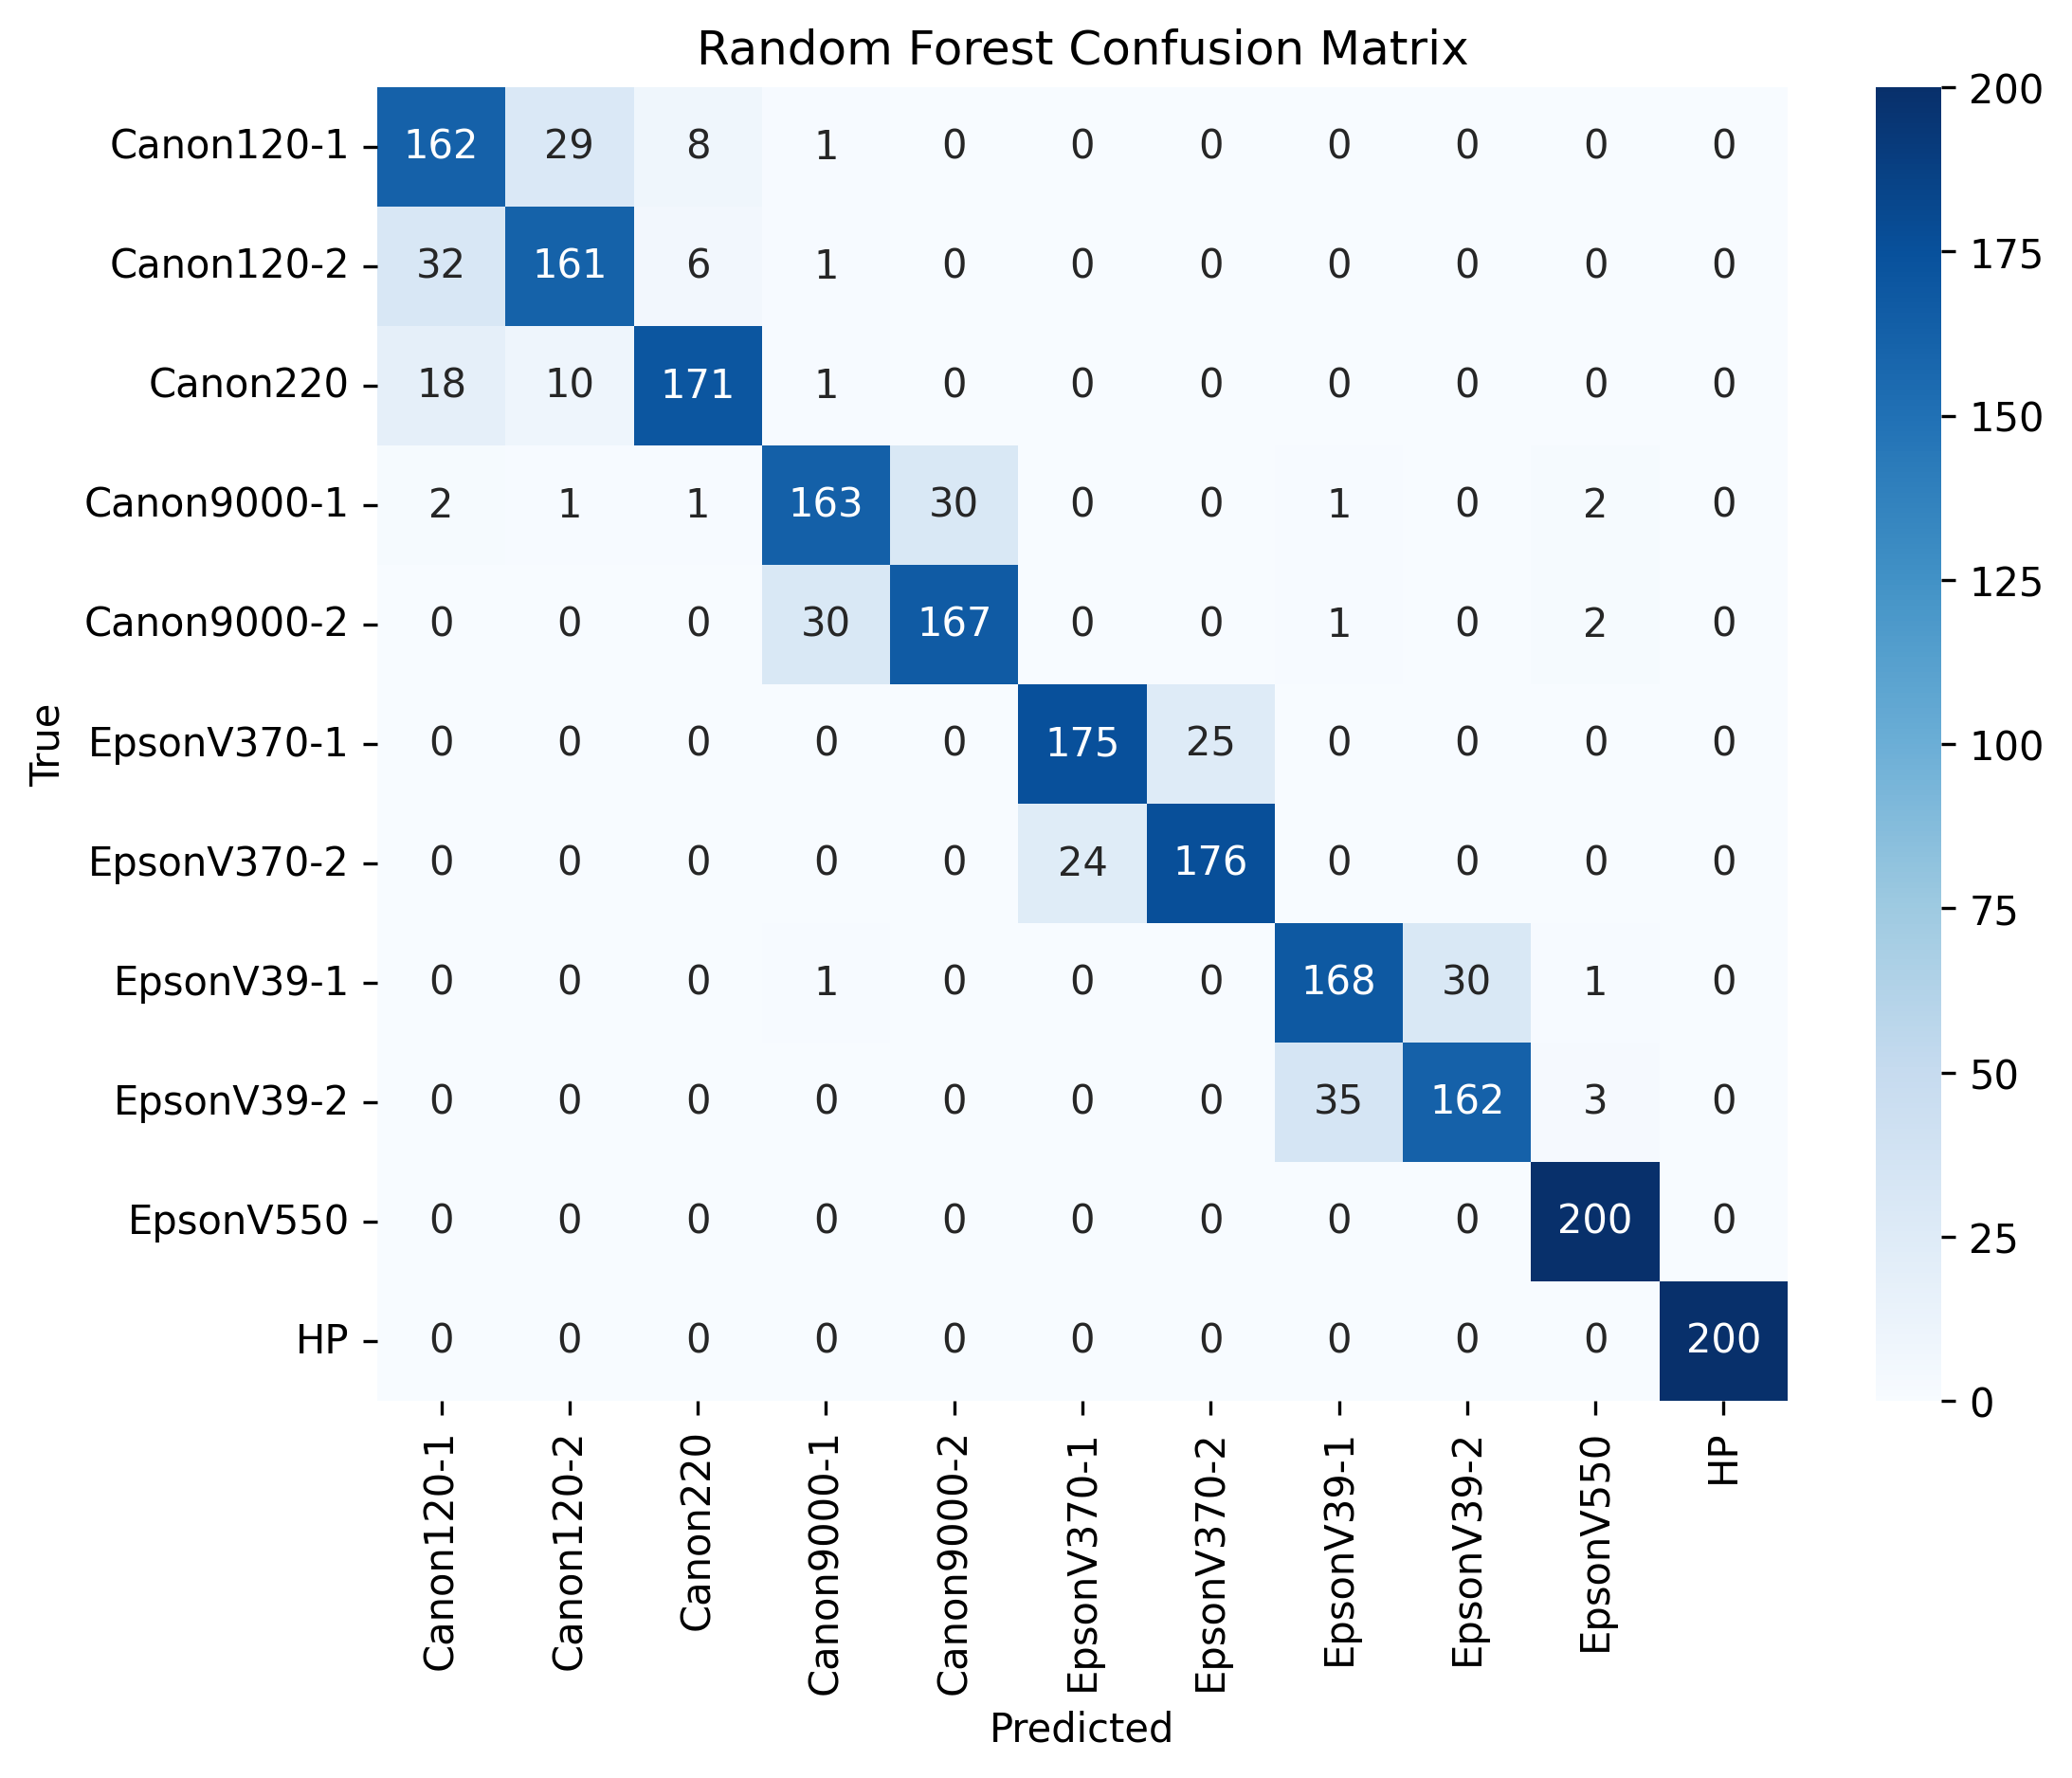 Random Forest Confusion Matrix
Canon120-1 162 29 8 1 0 0 0 0 0 0 0
Canon120-2 32 161 6 1 0 0 0 0 0 0 0
Canon220 18 10 171 1 0 0 0 0 0 0 0
Canon9000-1 2 1 1 163 30 0 0 1 0 2 0
Canon9000-2 0 0 0 30 167 0 0 1 0 2 0
EpsonV370-1 0 0 0 0 0 175 25 0 0 0 0
EpsonV370-2 0 0 0 0 0 24 176 0 0 0 0
EpsonV39-1 0 0 0 1 0 0 0 168 30 1 0
EpsonV39-2 0 0 0 0 0 0 0 35 162 3 0
EpsonV550 0 0 0 0 0 0 0 0 0 200 0
HP 0 0 0 0 0 0 0 0 0 0 200
True
Canon120-1 Canon120-2 Canon220 Canon9000-1 Canon9000-2 EpsonV370-1 EpsonV370-2 EpsonV39-1 EpsonV39-2 EpsonV550 HP
Predicted
200
175
150
125
100
75
50
25
0